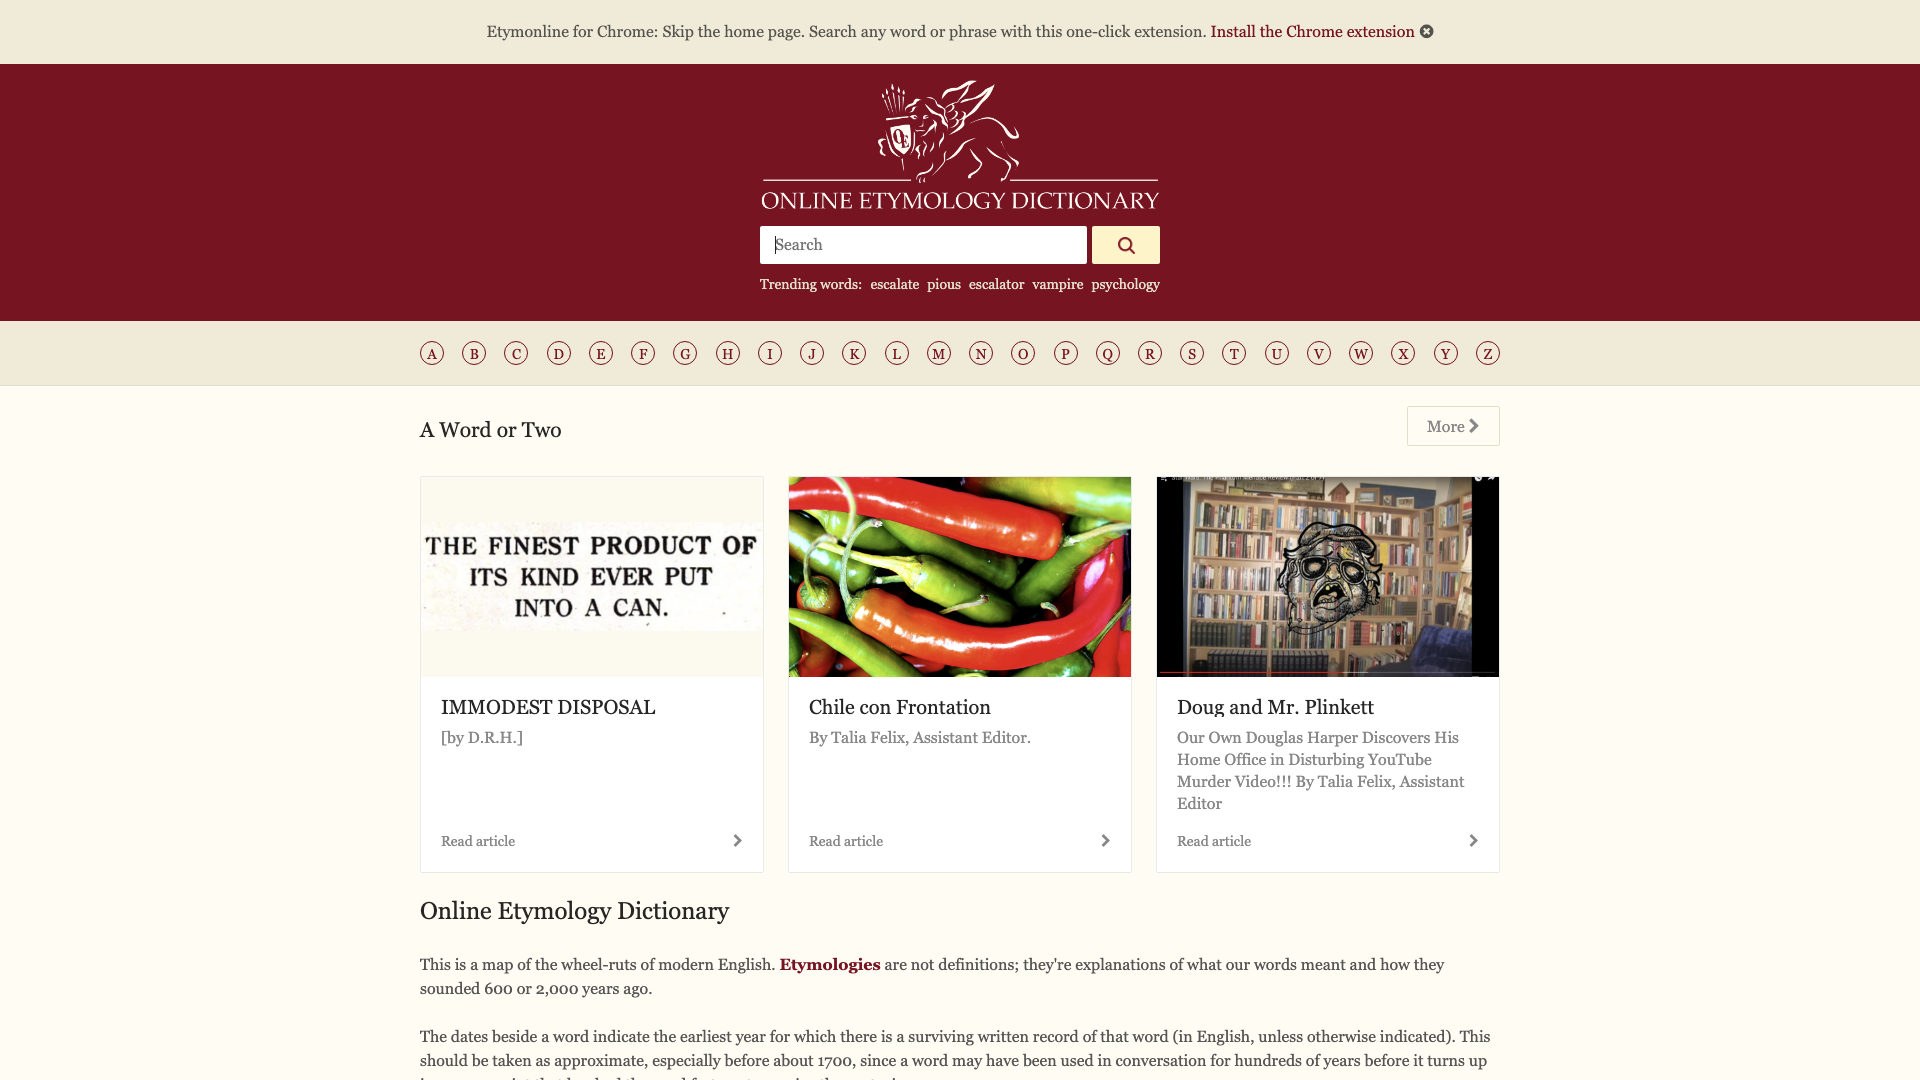 Etymonline for Chrome: Skip the home page. Search any word or phrase with this one-click extension. Install the Chrome extension
OE
ONLINE ETYMOLOGY DICTIONARY
Search
Trending words: escalate pious escalator vampire psychology
A B C D E F G H I J K L M N O P Q R S T U V W X Y Z
A Word or Two
More
THE FINEST PRODUCT OF
ITS KIND EVER PUT
INTO A CAN.
IMMODEST DISPOSAL
[by D.R.H.]
Read article
Chile con Frontation
By Talia Felix, Assistant Editor.
Read article
Doug and Mr. Plinkett
Our Own Douglas Harper Discovers His
Home Office in Disturbing YouTube
Murder Video!!! By Talia Felix, Assistant
Editor
Read article
Online Etymology Dictionary
This is a map of the wheel-ruts of modern English. Etymologies are not definitions; they're explanations of what our words meant and how they
sounded 600 or 2,000 years ago.
The dates beside a word indicate the earliest year for which there is a surviving written record of that word (in English, unless otherwise indicated). This
should be taken as approximate, especially before about 1700, since a word may have been used in conversation for hundreds of years before it turns up